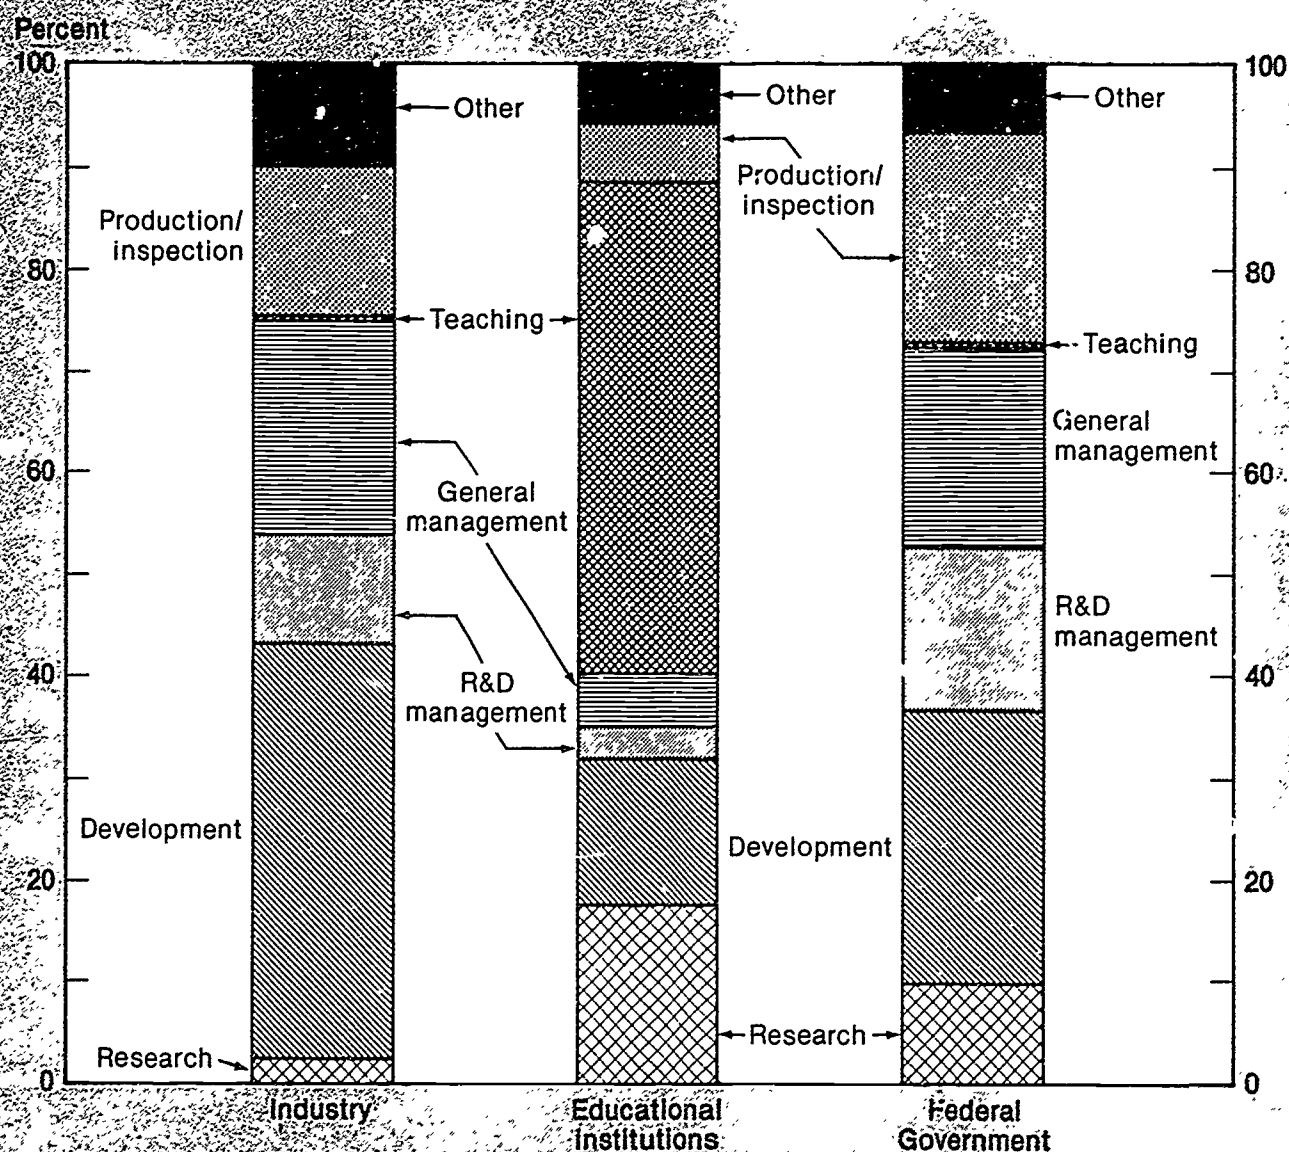 Percent
100
80
60
40
20
0
100
80
60
40
20
0
Other
Production/
inspection
Teaching
General
management
R&D
management
Development
Research
Other
Production/
inspection
Development
Research
Other
Teaching
General
management
R&D
management
Industry
Educational
Institutions
Federal
Government